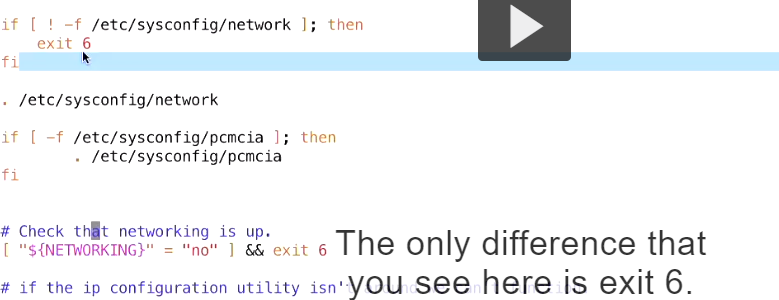 if [ ! -f /etc/sysconfig/network ]; then
exit 6
fi
. /etc/sysconfig/network
if [ -f /etc/sysconfig/pcmcia ]; then
. /etc/sysconfig/pcmcia
fi
# Check that networking is up.
[ "${NETWORKING}" = "no" ] && exit 6
# if the ip configuration utility isn't
The only difference that
you see here is exit 6.